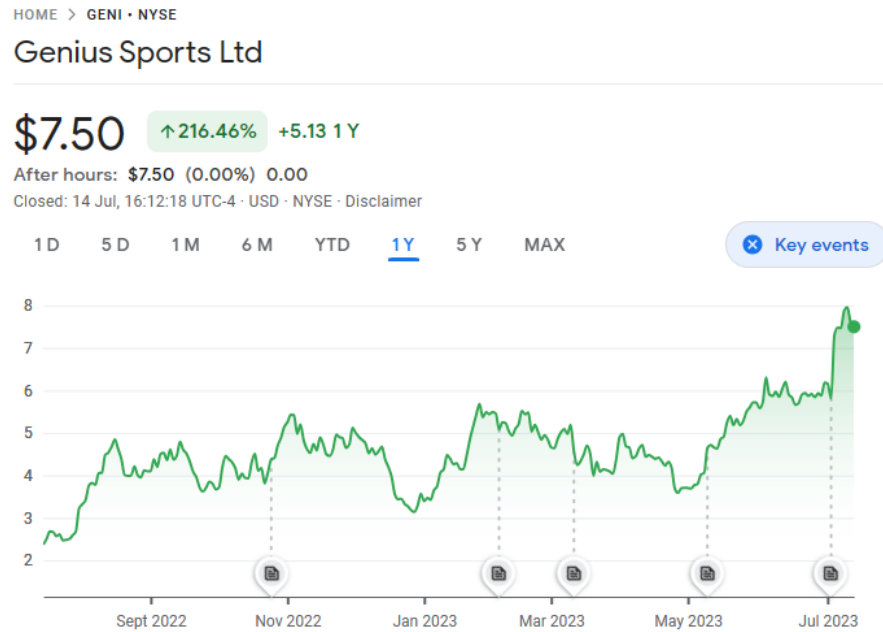 HOME > GENI • NYSE
Genius Sports Ltd
$7.50 ↑216.46% +5.13 1 Y
After hours: $7.50 (0.00%) 0.00
Closed: 14 Jul, 16:12:18 UTC-4 · USD · NYSE · Disclaimer
1 D 5 D 1 M 6 M YTD 1 Y 5 Y MAX Key events
8
7
6
5
4
3
2
Sept 2022 Nov 2022 Jan 2023 Mar 2023 May 2023 Jul 2023